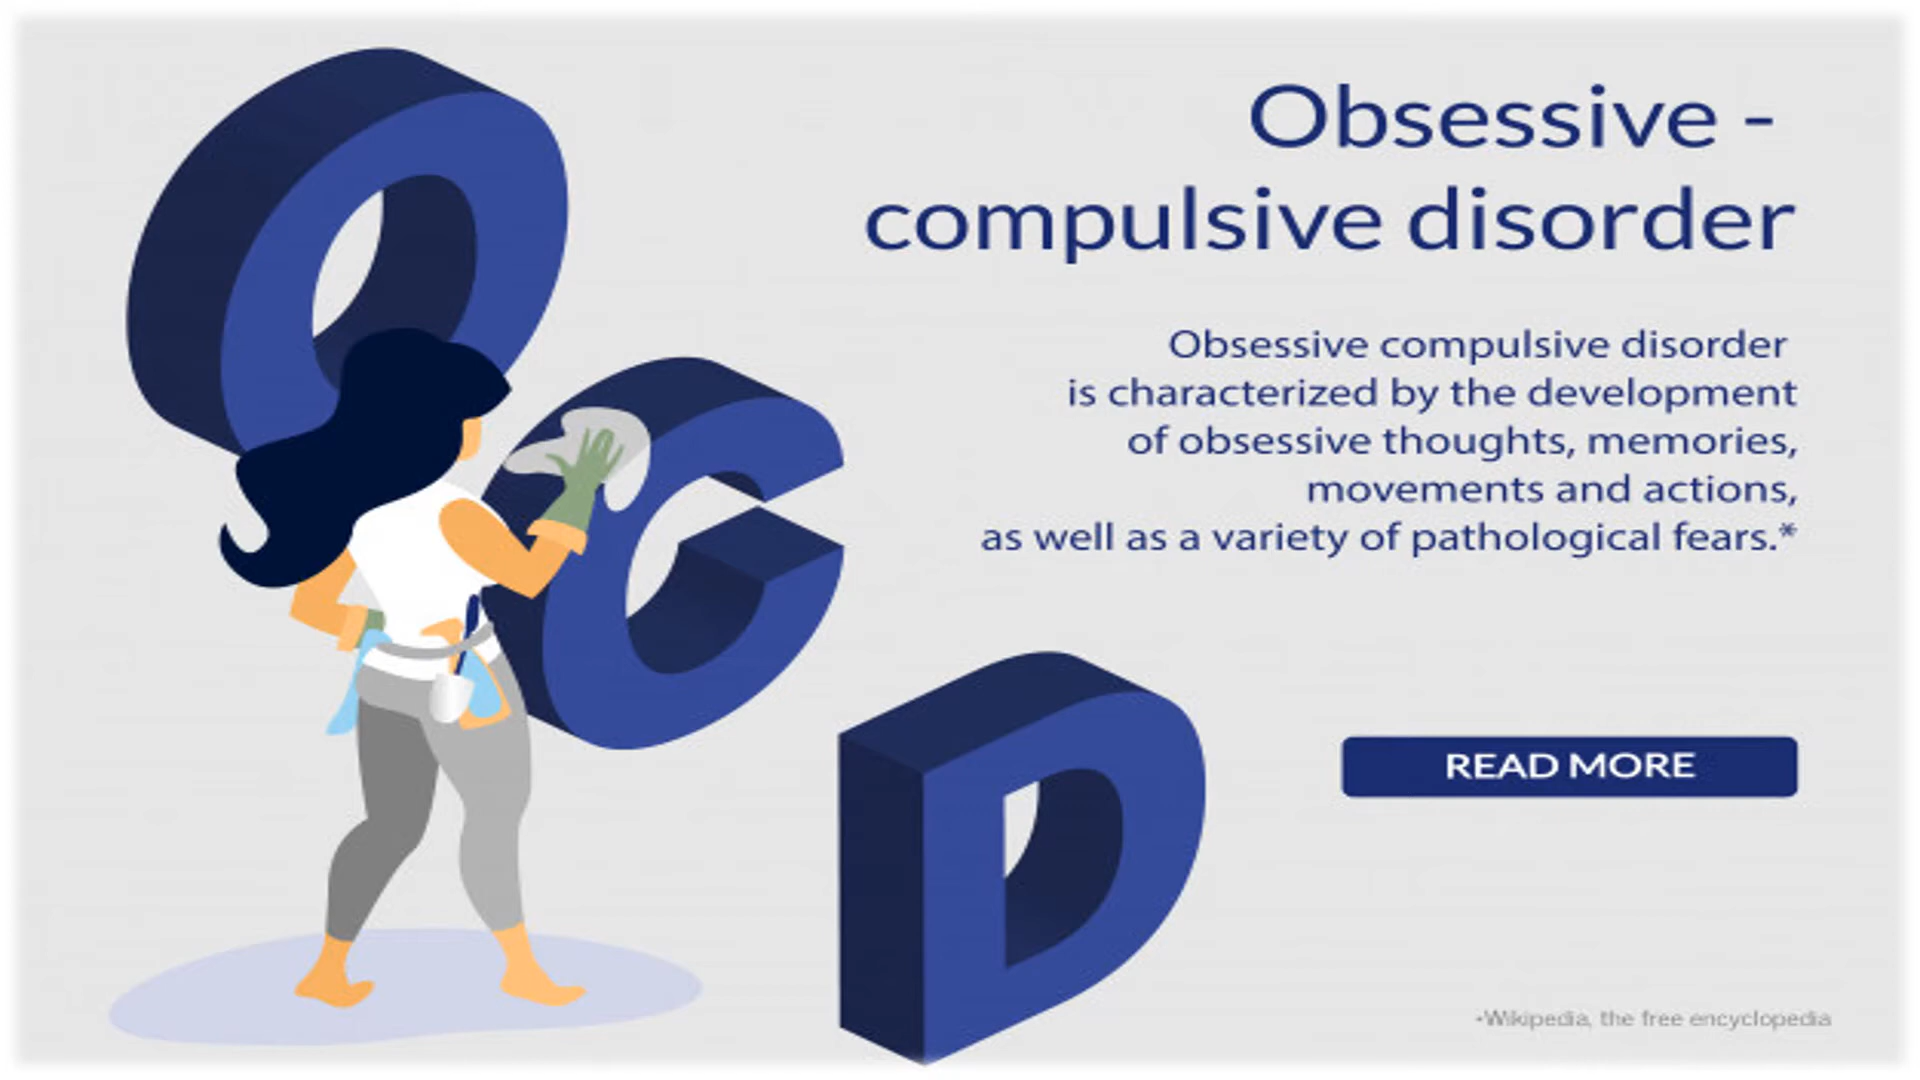 OCD
Obsessive -
compulsive disorder
Obsessive compulsive disorder
is characterized by the development
of obsessive thoughts, memories,
movements and actions,
as well as a variety of pathological fears.*
READ MORE
*Wikipedia, the free encyclopedia